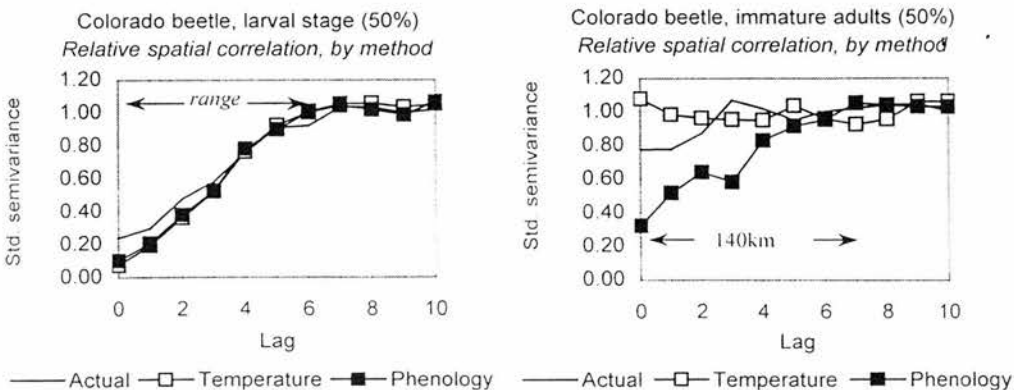 Colorado beetle, larval stage (50%)
Relative spatial correlation, by method
1.20
1.00
0.80
0.60
0.40
0.20
0.00
Std. semivariance
range
0 2 4 6 8 10
Lag
Actual Temperature Phenology
Colorado beetle, immature adults (50%)
Relative spatial correlation, by method
1.20
1.00
0.80
0.60
0.40
0.20
0.00
Std. semivariance
140km
0 2 4 6 8 10
Lag
Actual Temperature Phenology